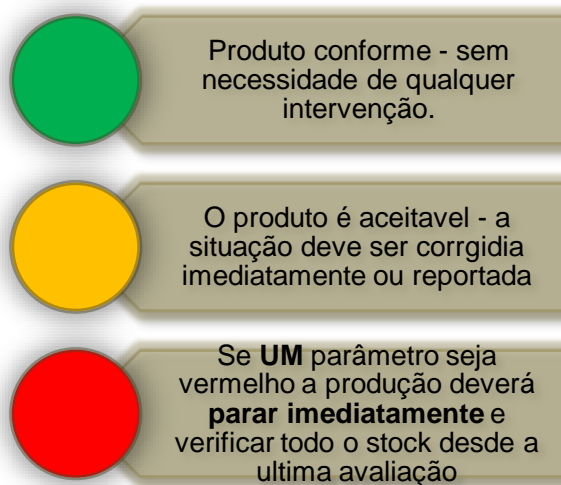 Produto conforme - sem
necessidade de qualquer
intervenção.
O produto é aceitavel - a
situação deve ser corrgidia
imediatamente ou reportada
Se UM parâmetro seja
vermelho a produção deverá
parar imediatamente e
verificar todo o stock desde a
ultima avaliação